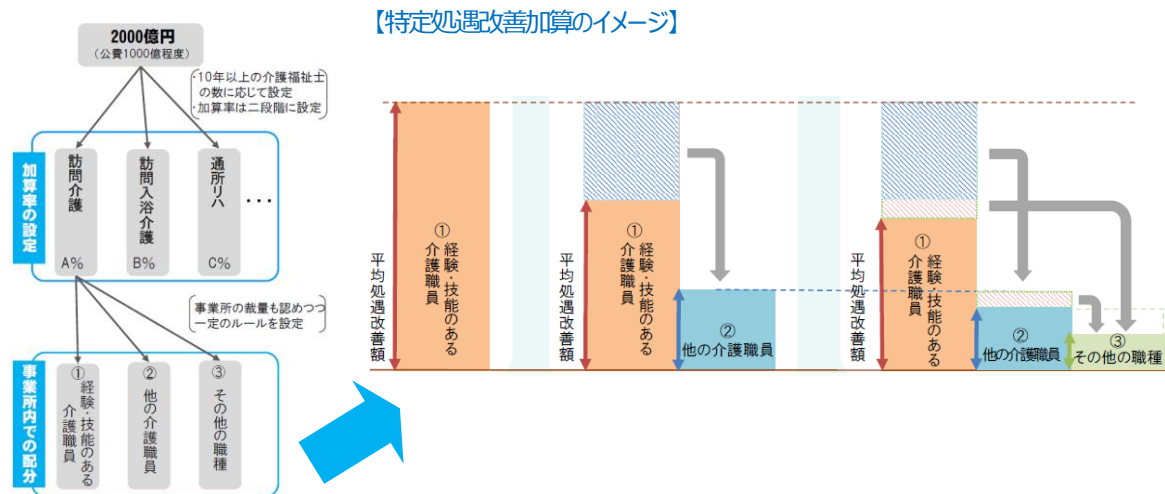 【特定処遇改善加算のイメージ】
2000億円
（公費1000億程度）
・10年以上の介護福祉士
の数に応じて設定
・加算率は二段階に設定
加算率の設定
訪問介護
A%
訪問入浴介護
B%
通所リハ
C%
・・・
事業所の裁量も認めつつ
一定のルールを設定
事業所内での配分
①
経験・技能のある
介護職員
②
他の介護職員
③
その他の職種
平均処遇改善額
①
経験・技能のある
介護職員
平均処遇改善額
①
経験・技能のある
介護職員
②
他の介護職員
平均処遇改善額
①
経験・技能のある
介護職員
②
他の介護職員
③
その他の職種